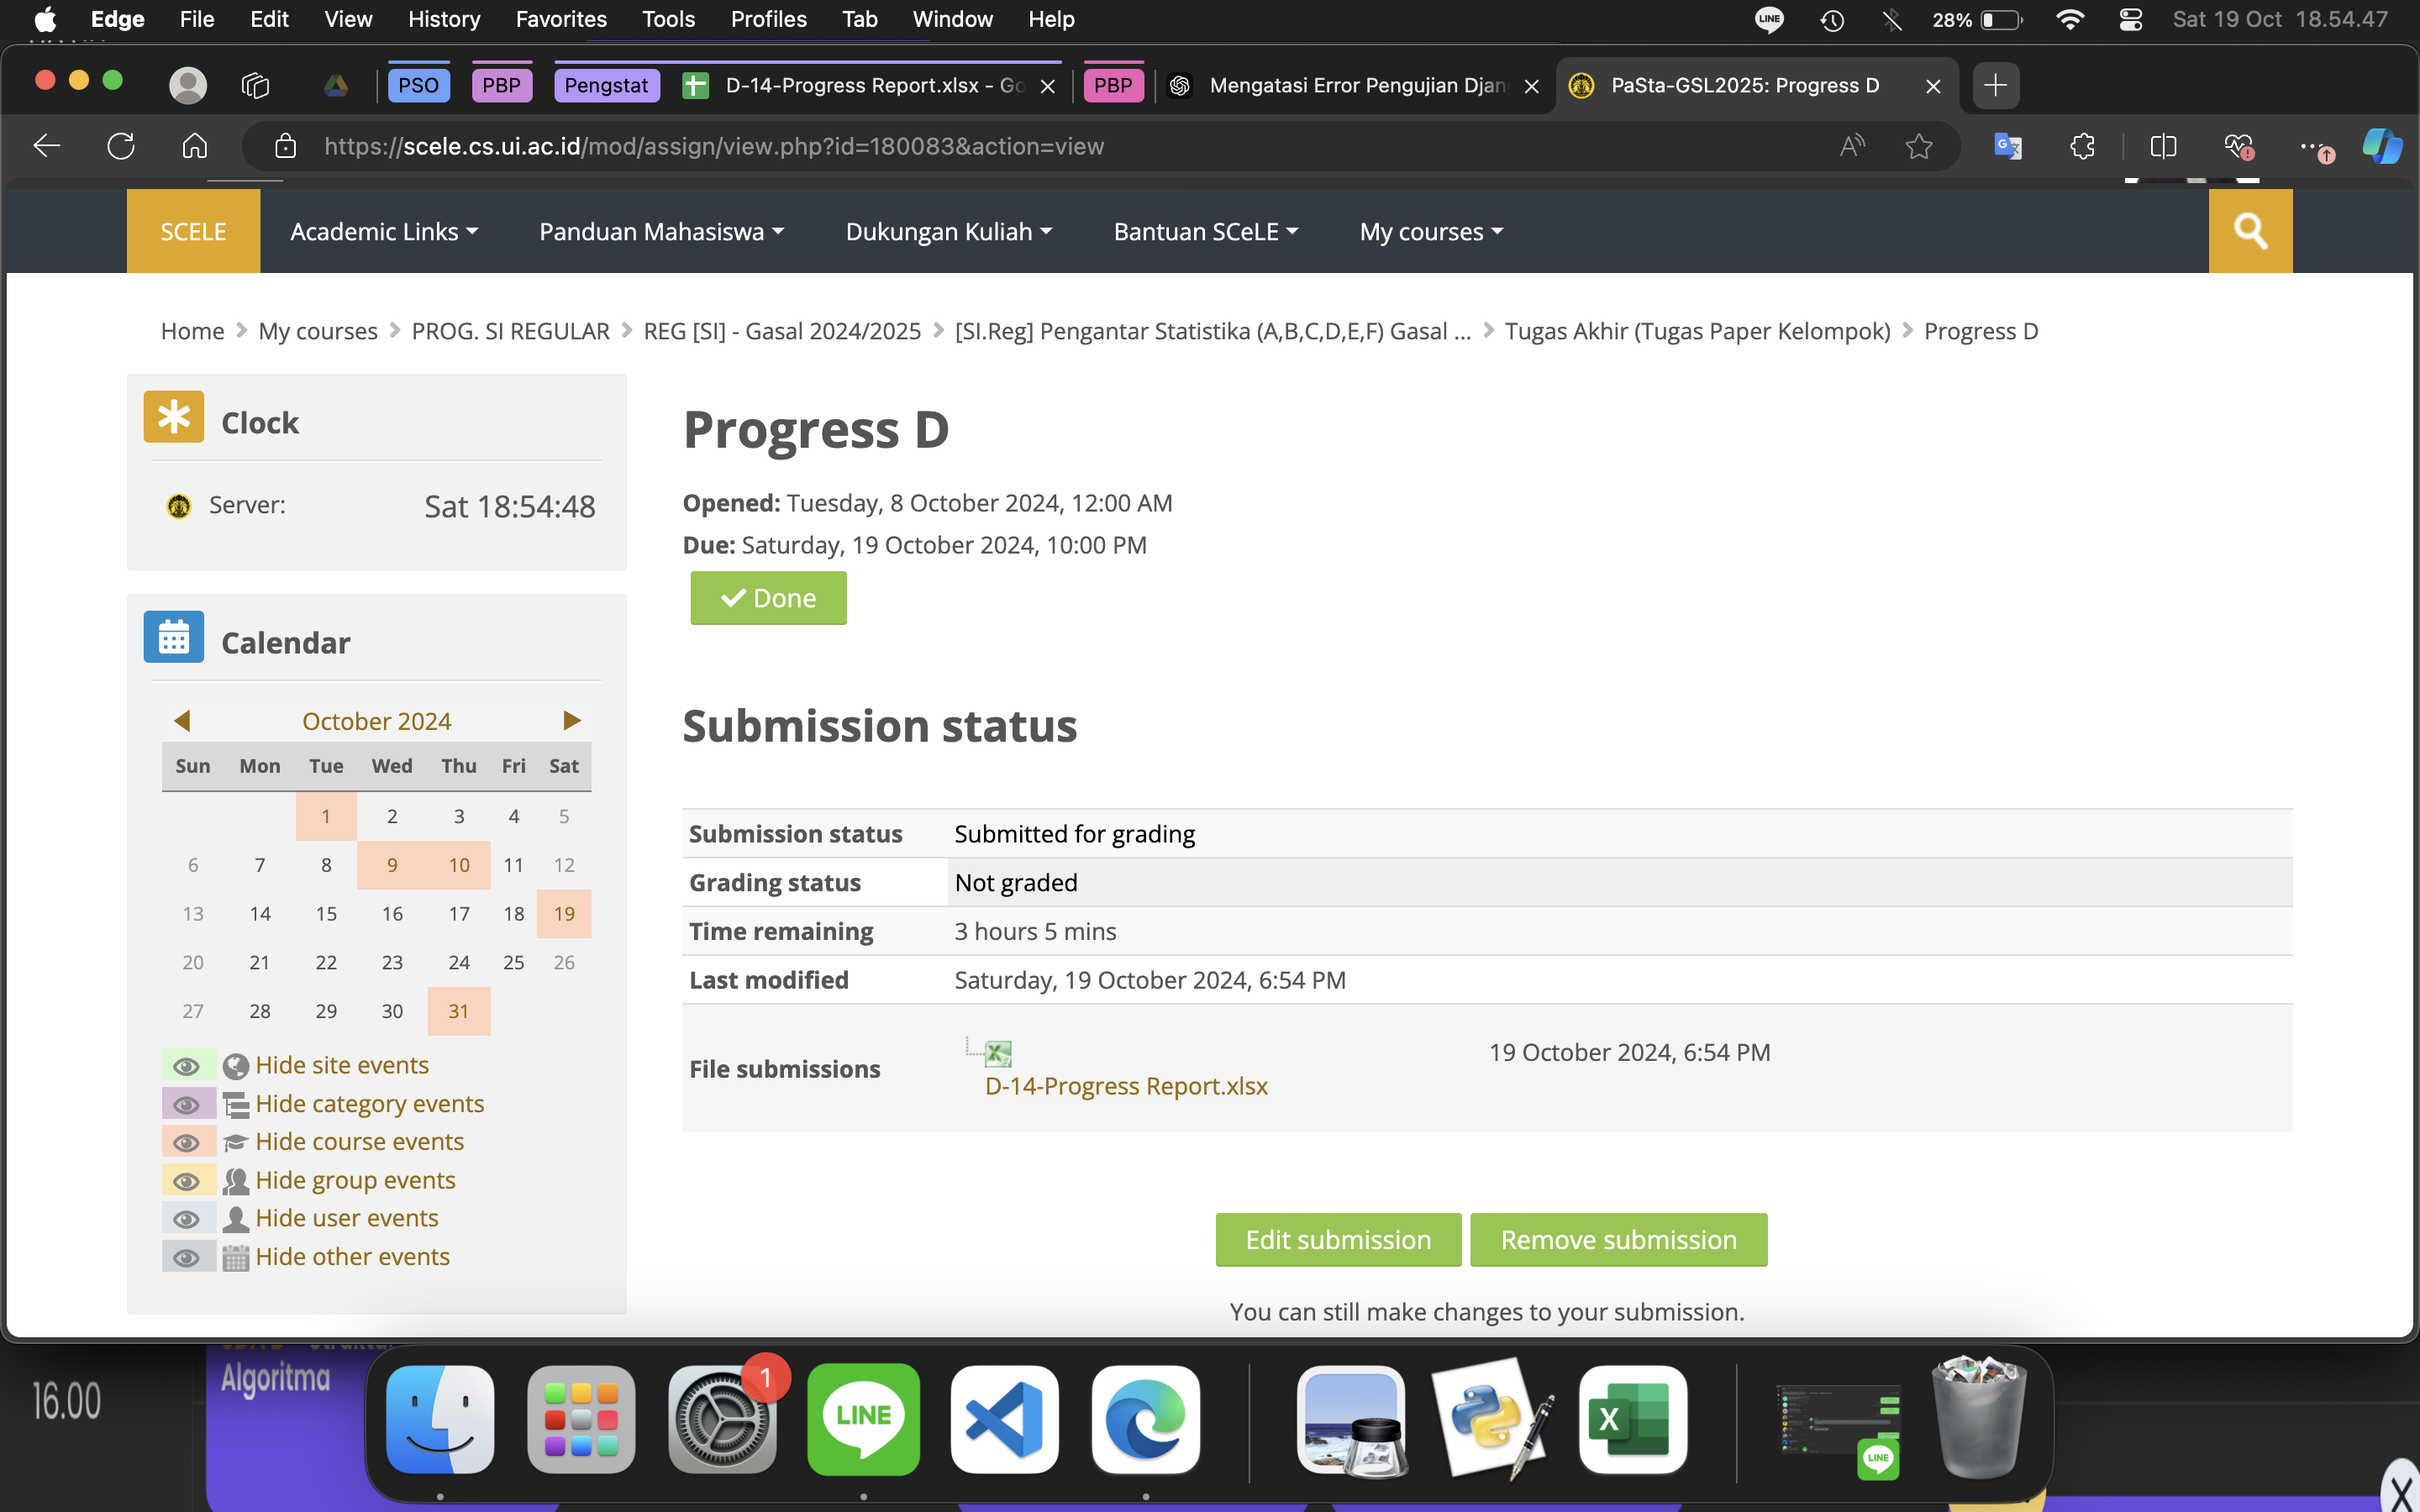 Edge File Edit View History Favorites Tools Profiles Tab Window Help LINE 28% Sat 19 Oct 18.54.47
PSO PBP Pengstat D-14-Progress Report.xlsx - Go PBP Mengatasi Error Pengujian Djan PaSta-GSL2025: Progress D
https://scele.cs.ui.ac.id/mod/assign/view.php?id=180083&action=view
SCELE Academic Links Panduan Mahasiswa Dukungan Kuliah Bantuan SCeLE My courses
Home My courses PROG. SI REGULAR REG [SI] - Gasal 2024/2025 [SI.Reg] Pengantar Statistika (A,B,C,D,E,F) Gasal ... Tugas Akhir (Tugas Paper Kelompok) Progress D
Clock
Server: Sat 18:54:48
Calendar
October 2024
Sun Mon Tue Wed Thu Fri Sat
1 2 3 4 5
6 7 8 9 10 11 12
13 14 15 16 17 18 19
20 21 22 23 24 25 26
27 28 29 30 31
Hide site events
Hide category events
Hide course events
Hide group events
Hide user events
Hide other events
Progress D
Opened: Tuesday, 8 October 2024, 12:00 AM
Due: Saturday, 19 October 2024, 10:00 PM
Done
Submission status
Submission status Submitted for grading
Grading status Not graded
Time remaining 3 hours 5 mins
Last modified Saturday, 19 October 2024, 6:54 PM
File submissions D-14-Progress Report.xlsx 19 October 2024, 6:54 PM
Edit submission Remove submission
You can still make changes to your submission.
16.00
Algoritma
1
LINE
X
LINE